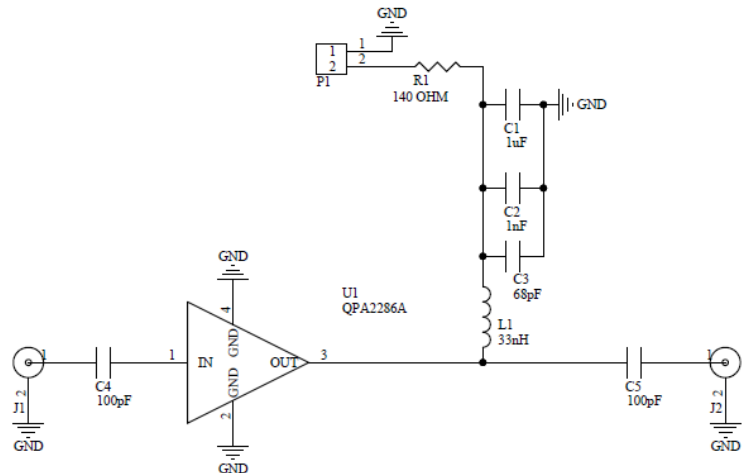 GND
1
2
1
2
P1
R1
140 OHM
GND
C1
1uF
C2
1nF
C3
68pF
GND
U1
QPA2286A
L1
33nH
4
GND
IN
OUT
GND
2
GND
3
1
1
C4
100pF
J1
2
GND
C5
100pF
1
J2
2
GND